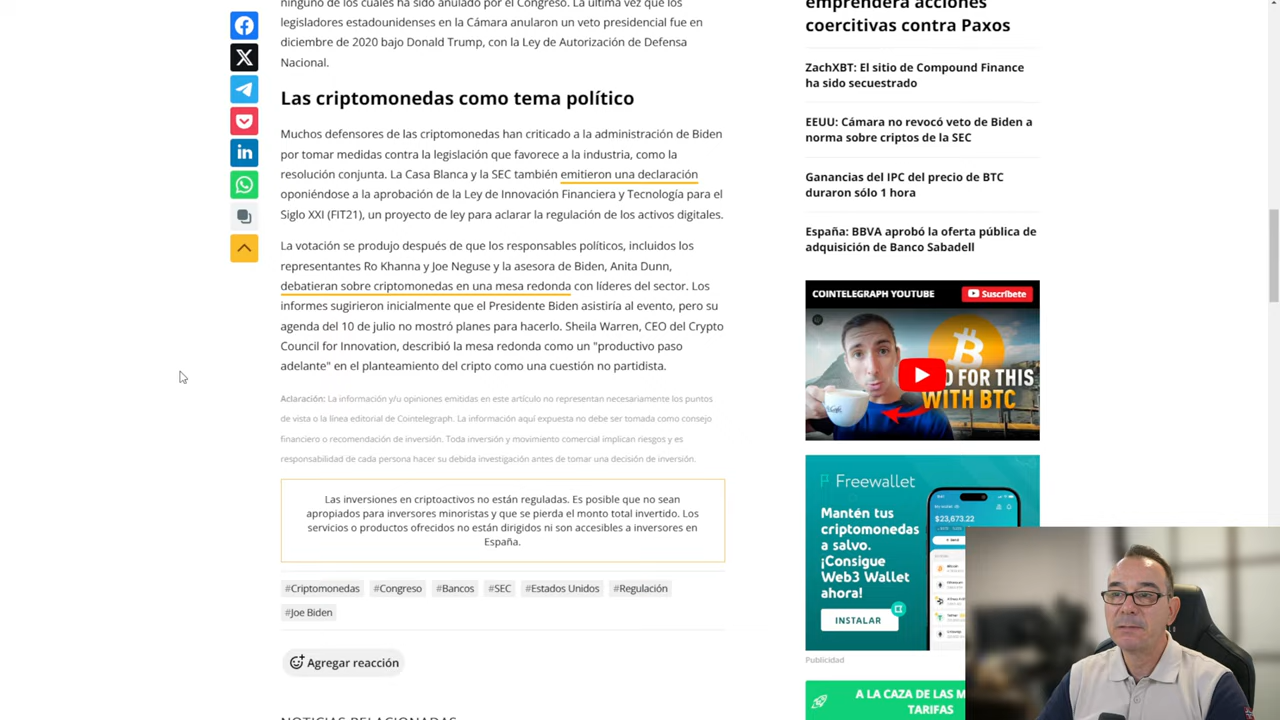 ninguno de los cuales ha sido anulado por el Congreso. La última vez que los
legisladores estadounidenses en la Cámara anularon un veto presidencial fue en
diciembre de 2020 bajo Donald Trump, con la Ley de Autorización de Defensa
Nacional.
Las criptomonedas como tema político
Muchos defensores de las criptomonedas han criticado a la administración de Biden
por tomar medidas contra la legislación que favorece a la industria, como la
resolución conjunta. La Casa Blanca y la SEC también emitieron una declaración
oponiéndose a la aprobación de la Ley de Innovación Financiera y Tecnología para el
Siglo XXI (FIT21), un proyecto de ley para aclarar la regulación de los activos digitales.
La votación se produjo después de que los responsables políticos, incluidos los
representantes Ro Khanna y Joe Neguse y la asesora de Biden, Anita Dunn,
debatieran sobre criptomonedas en una mesa redonda con líderes del sector. Los
informes sugirieron inicialmente que el Presidente Biden asistiría al evento, pero su
agenda del 10 de julio no mostró planes para hacerlo. Sheila Warren, CEO del Crypto
Council for Innovation, describió la mesa redonda como un "productivo paso
adelante" en el planteamiento del cripto como una cuestión no partidista.
Aclaración: La información y/u opiniones emitidas en este artículo no representan necesariamente los puntos
de vista o la línea editorial de Cointelegraph. La información aquí expuesta no debe ser tomada como consejo
financiero o recomendación de inversión. Toda inversión y movimiento comercial implican riesgos y es
responsabilidad de cada persona hacer su debida investigación antes de tomar una decisión de inversión.
Las inversiones en criptoactivos no están reguladas. Es posible que no sean
apropiados para inversores minoristas y que se pierda el monto total invertido. Los
servicios o productos ofrecidos no están dirigidos ni son accesibles a inversores en
España.
#Criptomonedas #Congreso #Bancos #SEC #Estados Unidos #Regulación
#Joe Biden
Agregar reacción
NOTICIAS RELACIONADAS
emprenderá acciones
coercitivas contra Paxos
ZachXBT: El sitio de Compound Finance
ha sido secuestrado
EEUU: Cámara no revocó veto de Biden a
norma sobre criptos de la SEC
Ganancias del IPC del precio de BTC
duraron sólo 1 hora
España: BBVA aprobó la oferta pública de
adquisición de Banco Sabadell
COINTELEGRAPH YOUTUBE
Suscríbete
FOR THIS
WITH BTC
Freewallet
Mantén tus
criptomonedas
a salvo.
¡Consigue
Web3 Wallet
ahora!
$23,673.22
INSTALAR
Publicidad
A LA CAZA DE LAS M
TARIFAS